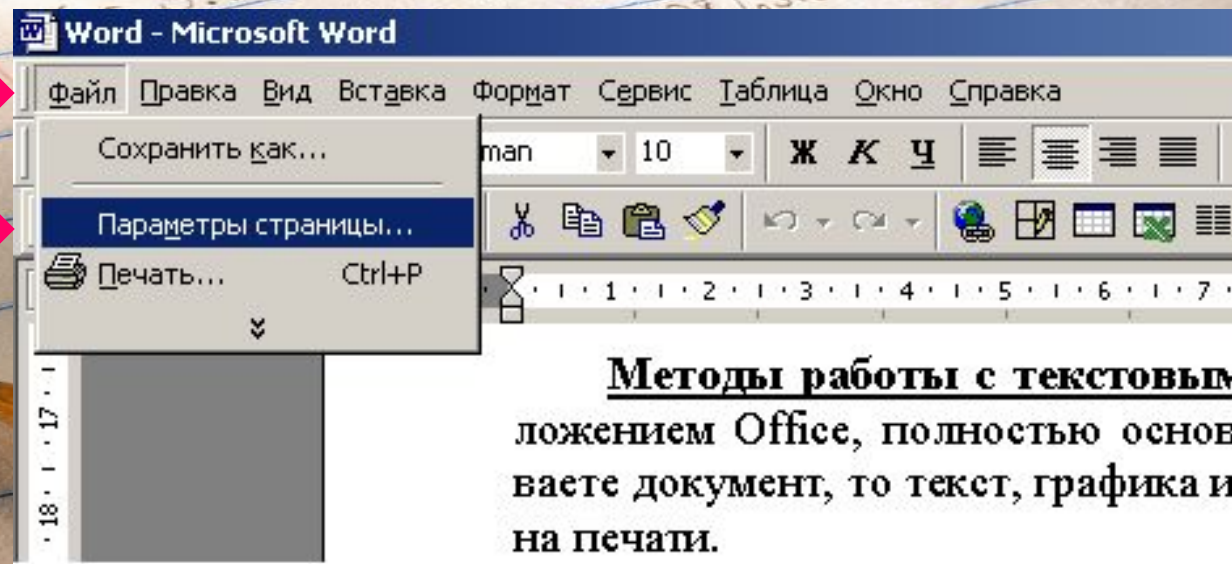 Word - Microsoft Word
Файл Правка Вид Вставка Формат Сервис Таблица Окно Справка
Сохранить как...
man 10 Ж К Ч
Параметры страницы...
Печать... Ctrl+P
1 2 3 4 5 6 7
17
18
Методы работы с текстовым
ложением Office, полностью основ
ваете документ, то текст, графика и
на печати.